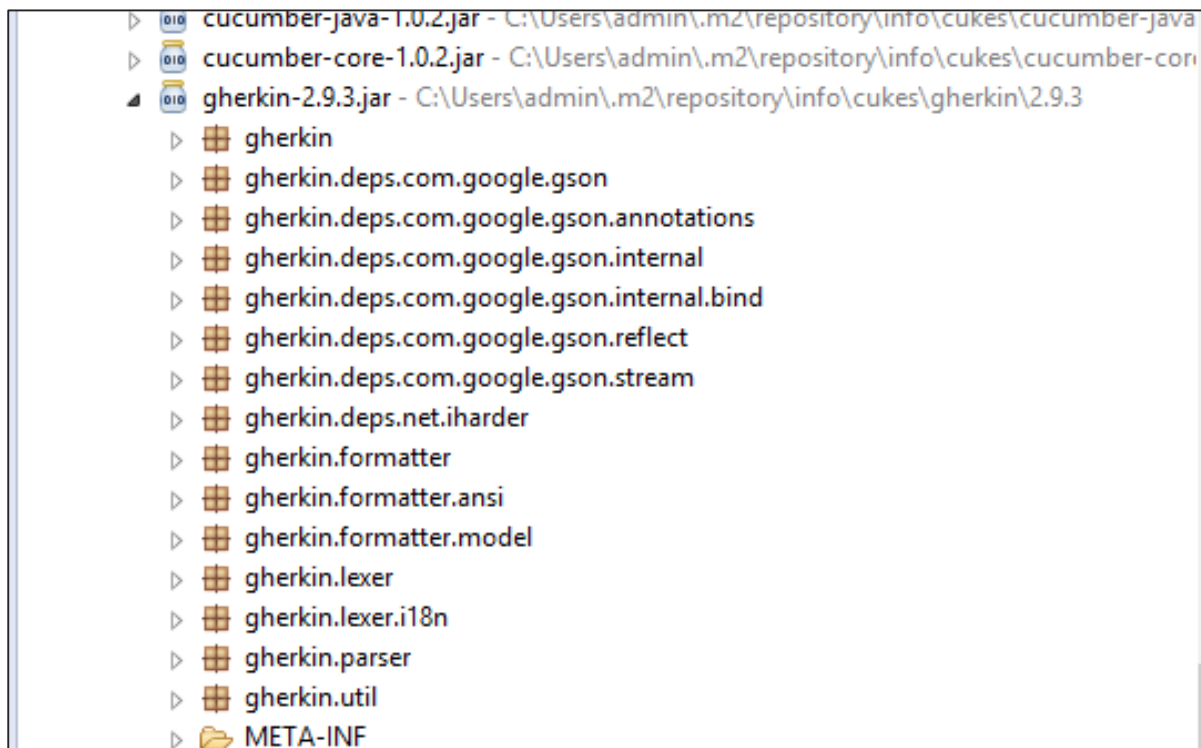 cucumber-java-1.0.2.jar - C:\Users\admin\.m2\repository\info\cukes\cucumber-java
cucumber-core-1.0.2.jar - C:\Users\admin\.m2\repository\info\cukes\cucumber-core
gherkin-2.9.3.jar - C:\Users\admin\.m2\repository\info\cukes\gherkin\2.9.3
gherkin
gherkin.deps.com.google.gson
gherkin.deps.com.google.gson.annotations
gherkin.deps.com.google.gson.internal
gherkin.deps.com.google.gson.internal.bind
gherkin.deps.com.google.gson.reflect
gherkin.deps.com.google.gson.stream
gherkin.deps.net.iharder
gherkin.formatter
gherkin.formatter.ansi
gherkin.formatter.model
gherkin.lexer
gherkin.lexer.i18n
gherkin.parser
gherkin.util
META-INF